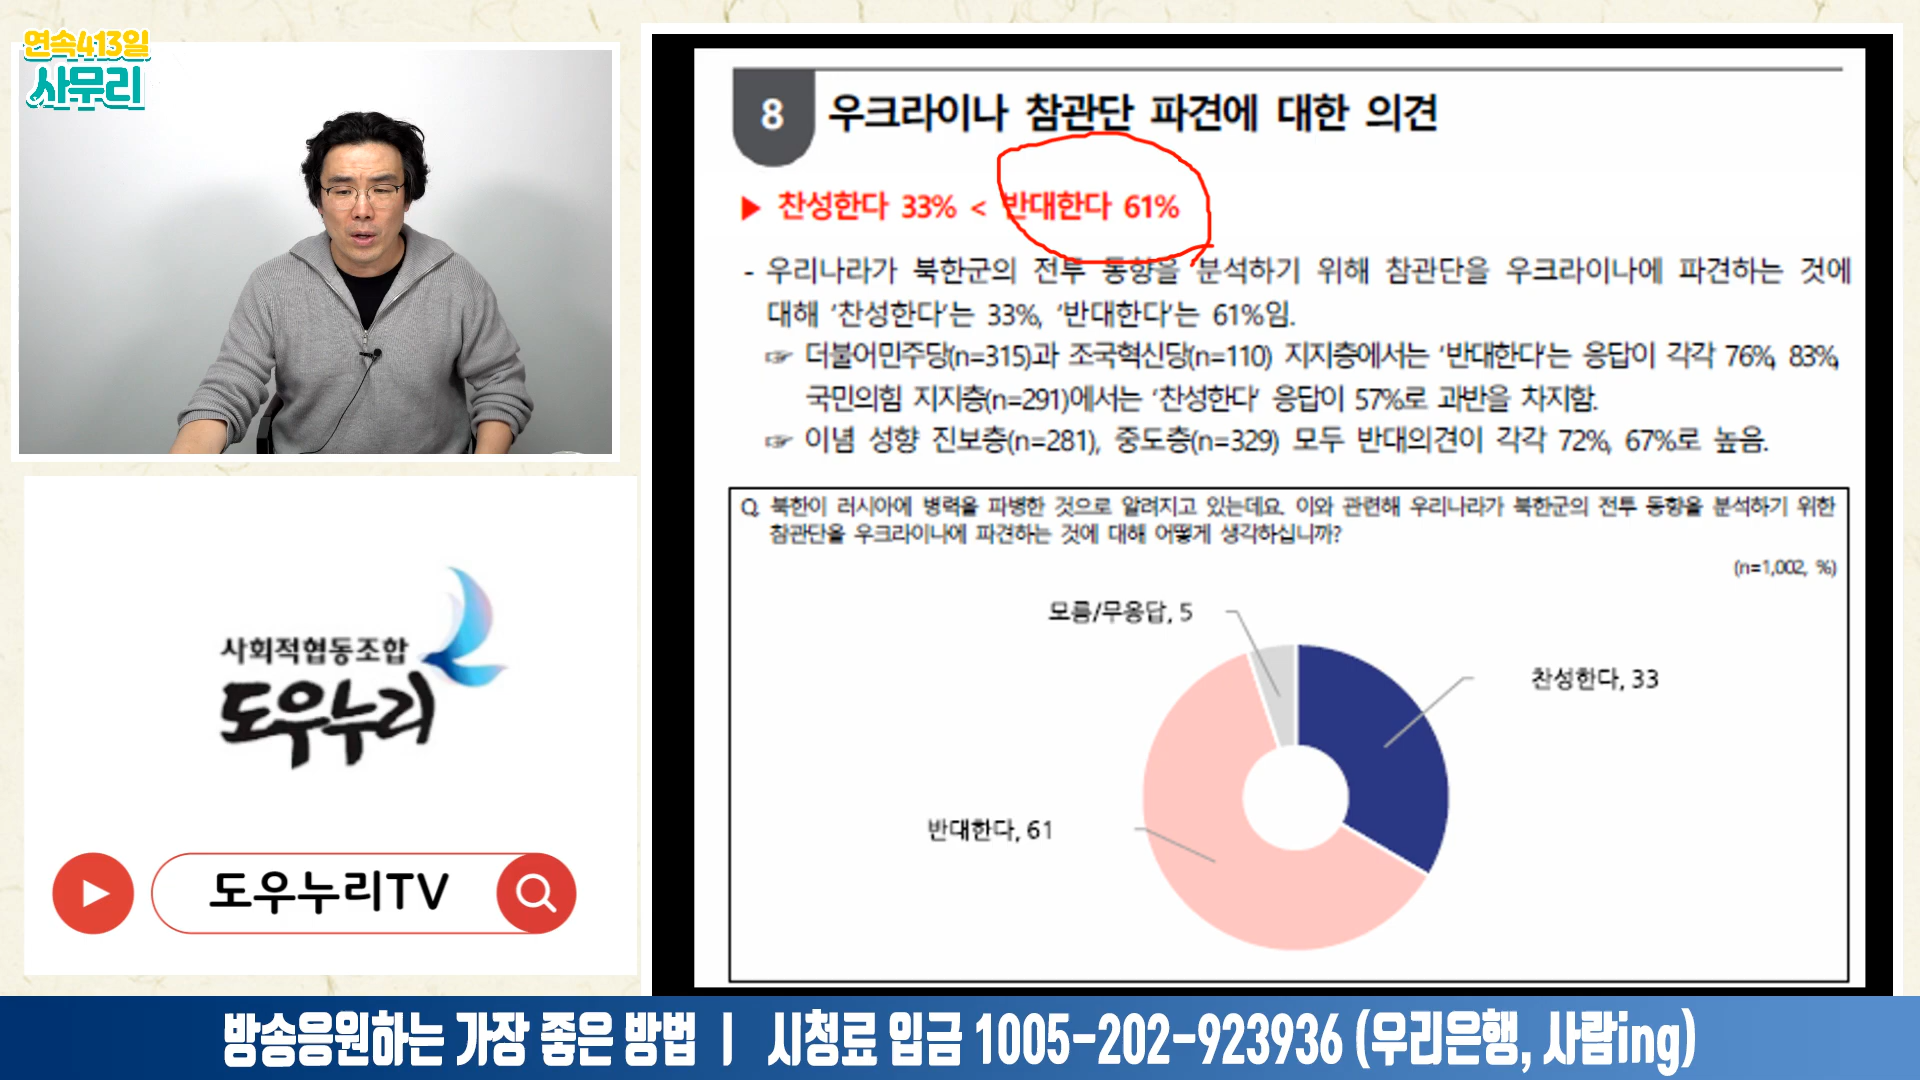 연속413일
사무리
8 우크라이나 참관단 파견에 대한 의견
▶ 찬성한다 33% < 반대한다 61%
- 우리나라가 북한군의 전투 동향을 분석하기 위해 참관단을 우크라이나에 파견하는 것에
대해 '찬성한다'는 33%, '반대한다'는 61%임.
☞ 더불어민주당(n=315)과 조국혁신당(n=110) 지지층에서는 '반대한다'는 응답이 각각 76%, 83%,
국민의힘 지지층(n=291)에서는 '찬성한다' 응답이 57%로 과반을 차지함.
☞ 이념 성향 진보층(n=281), 중도층(n=329) 모두 반대의견이 각각 72%, 67%로 높음.
Q. 북한이 러시아에 병력을 파병한 것으로 알려지고 있는데요. 이와 관련해 우리나라가 북한군의 전투 동향을 분석하기 위한
참관단을 우크라이나에 파견하는 것에 대해 어떻게 생각하십니까?
(n=1,002, %)
모름/무응답, 5
찬성한다, 33
반대한다, 61
사회적협동조합
도우누리
도우누리TV
방송응원하는 가장 좋은 방법 ㅣ 시청료 입금 1005-202-923936 (우리은행, 사람ing)